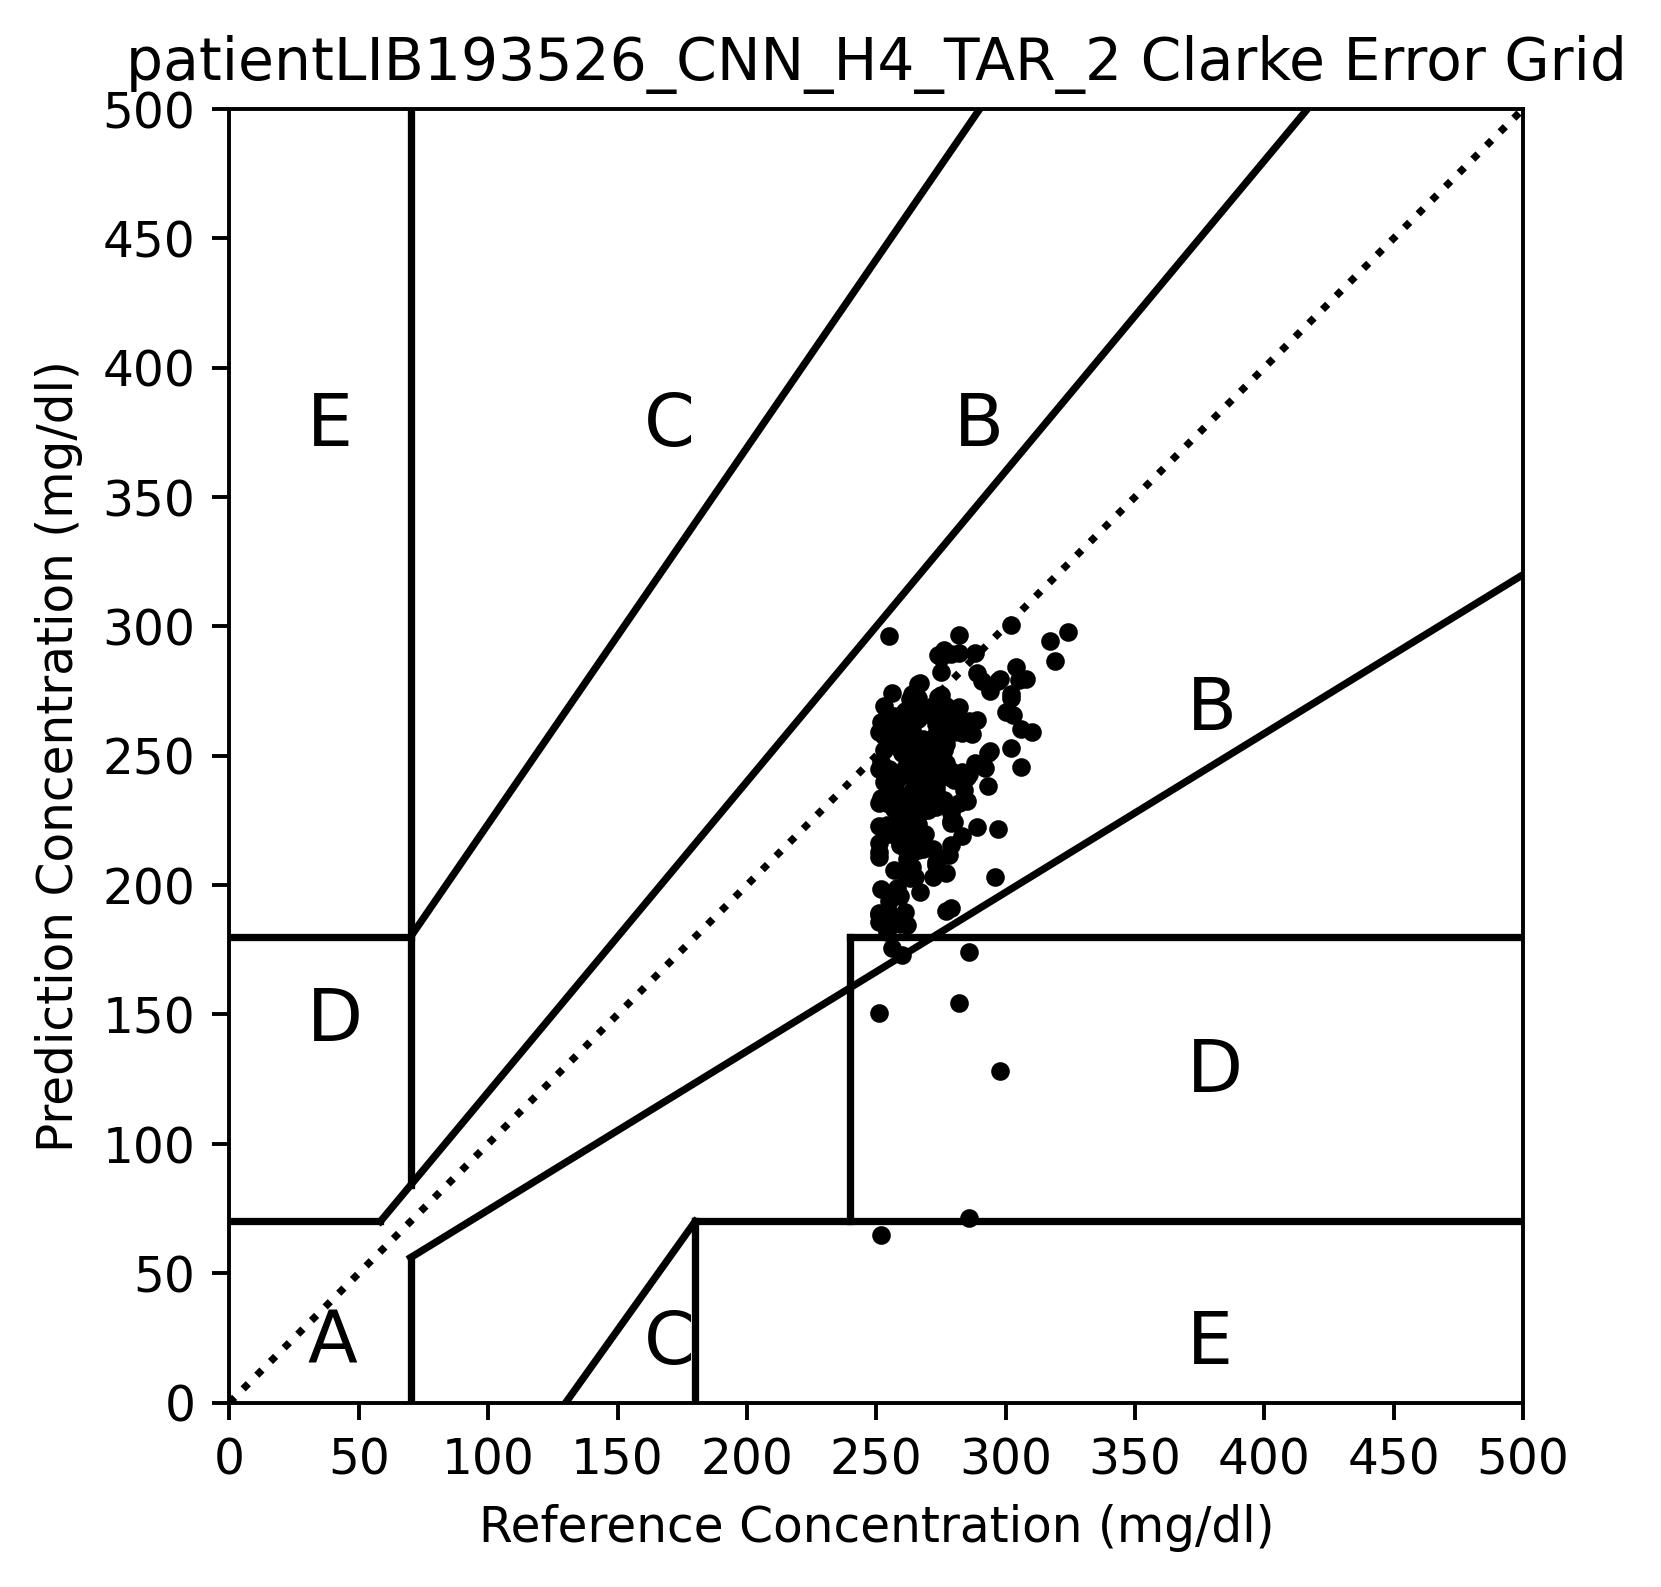 patientLIB193526_CNN_H4_TAR_2 Clarke Error Grid
500
450
400
350
300
250
200
150
100
50
0
Prediction Concentration (mg/dl)
E
C
B
B
D
D
A
C
E
0 50 100 150 200 250 300 350 400 450 500
Reference Concentration (mg/dl)